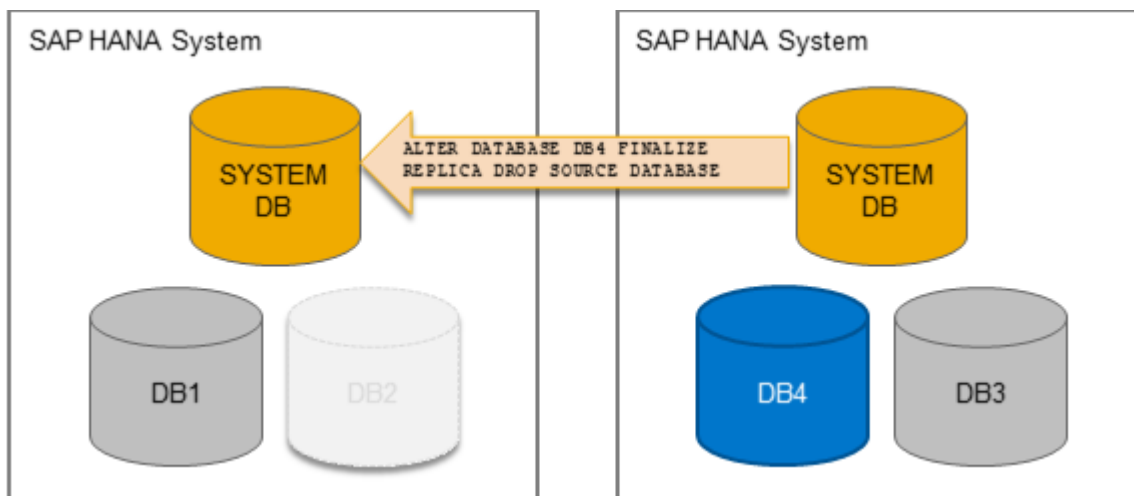 SAP HANA System
SYSTEM
DB
DB1
DB2
ALTER DATABASE DB4 FINALIZE
REPLICA DROP SOURCE DATABASE
SAP HANA System
SYSTEM
DB
DB4
DB3